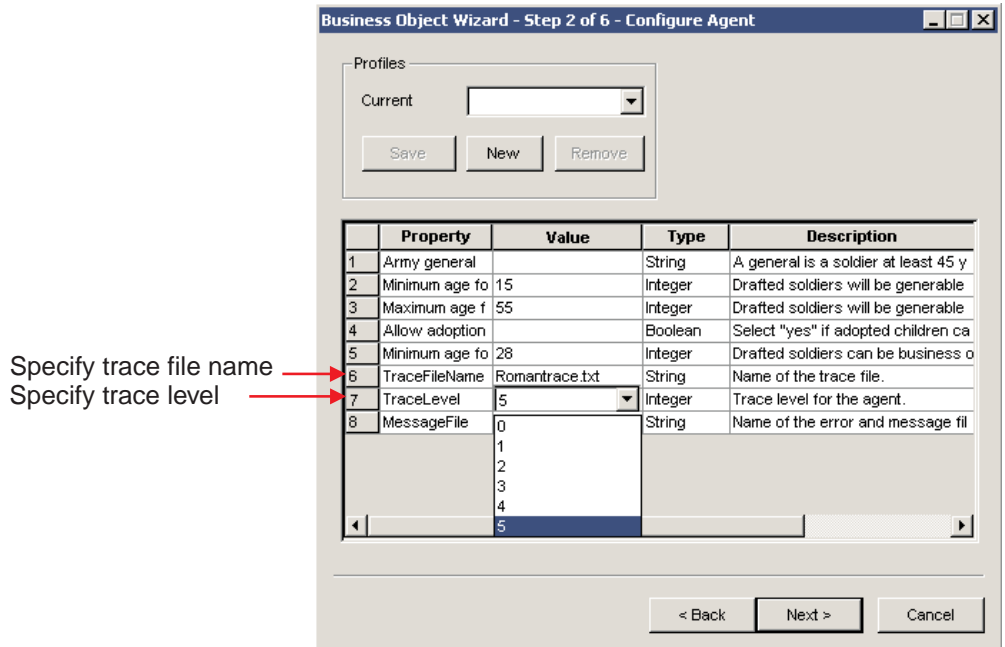 Business Object Wizard - Step 2 of 6 - Configure Agent
Profiles
Current
Save New Remove
Property Value Type Description
1 Army general String A general is a soldier at least 45 y
2 Minimum age fo 15 Integer Drafted soldiers will be generable
3 Maximum age f 55 Integer Drafted soldiers will be generable
4 Allow adoption Boolean Select "yes" if adopted children ca
5 Minimum age fo 28 Integer Drafted soldiers can be business o
Specify trace file name
6 TraceFileName Romantrace.txt String Name of the trace file.
Specify trace level
7 TraceLevel 5 Integer Trace level for the agent.
8 MessageFile String Name of the error and message fil
0
1
2
3
4
5
< Back Next > Cancel